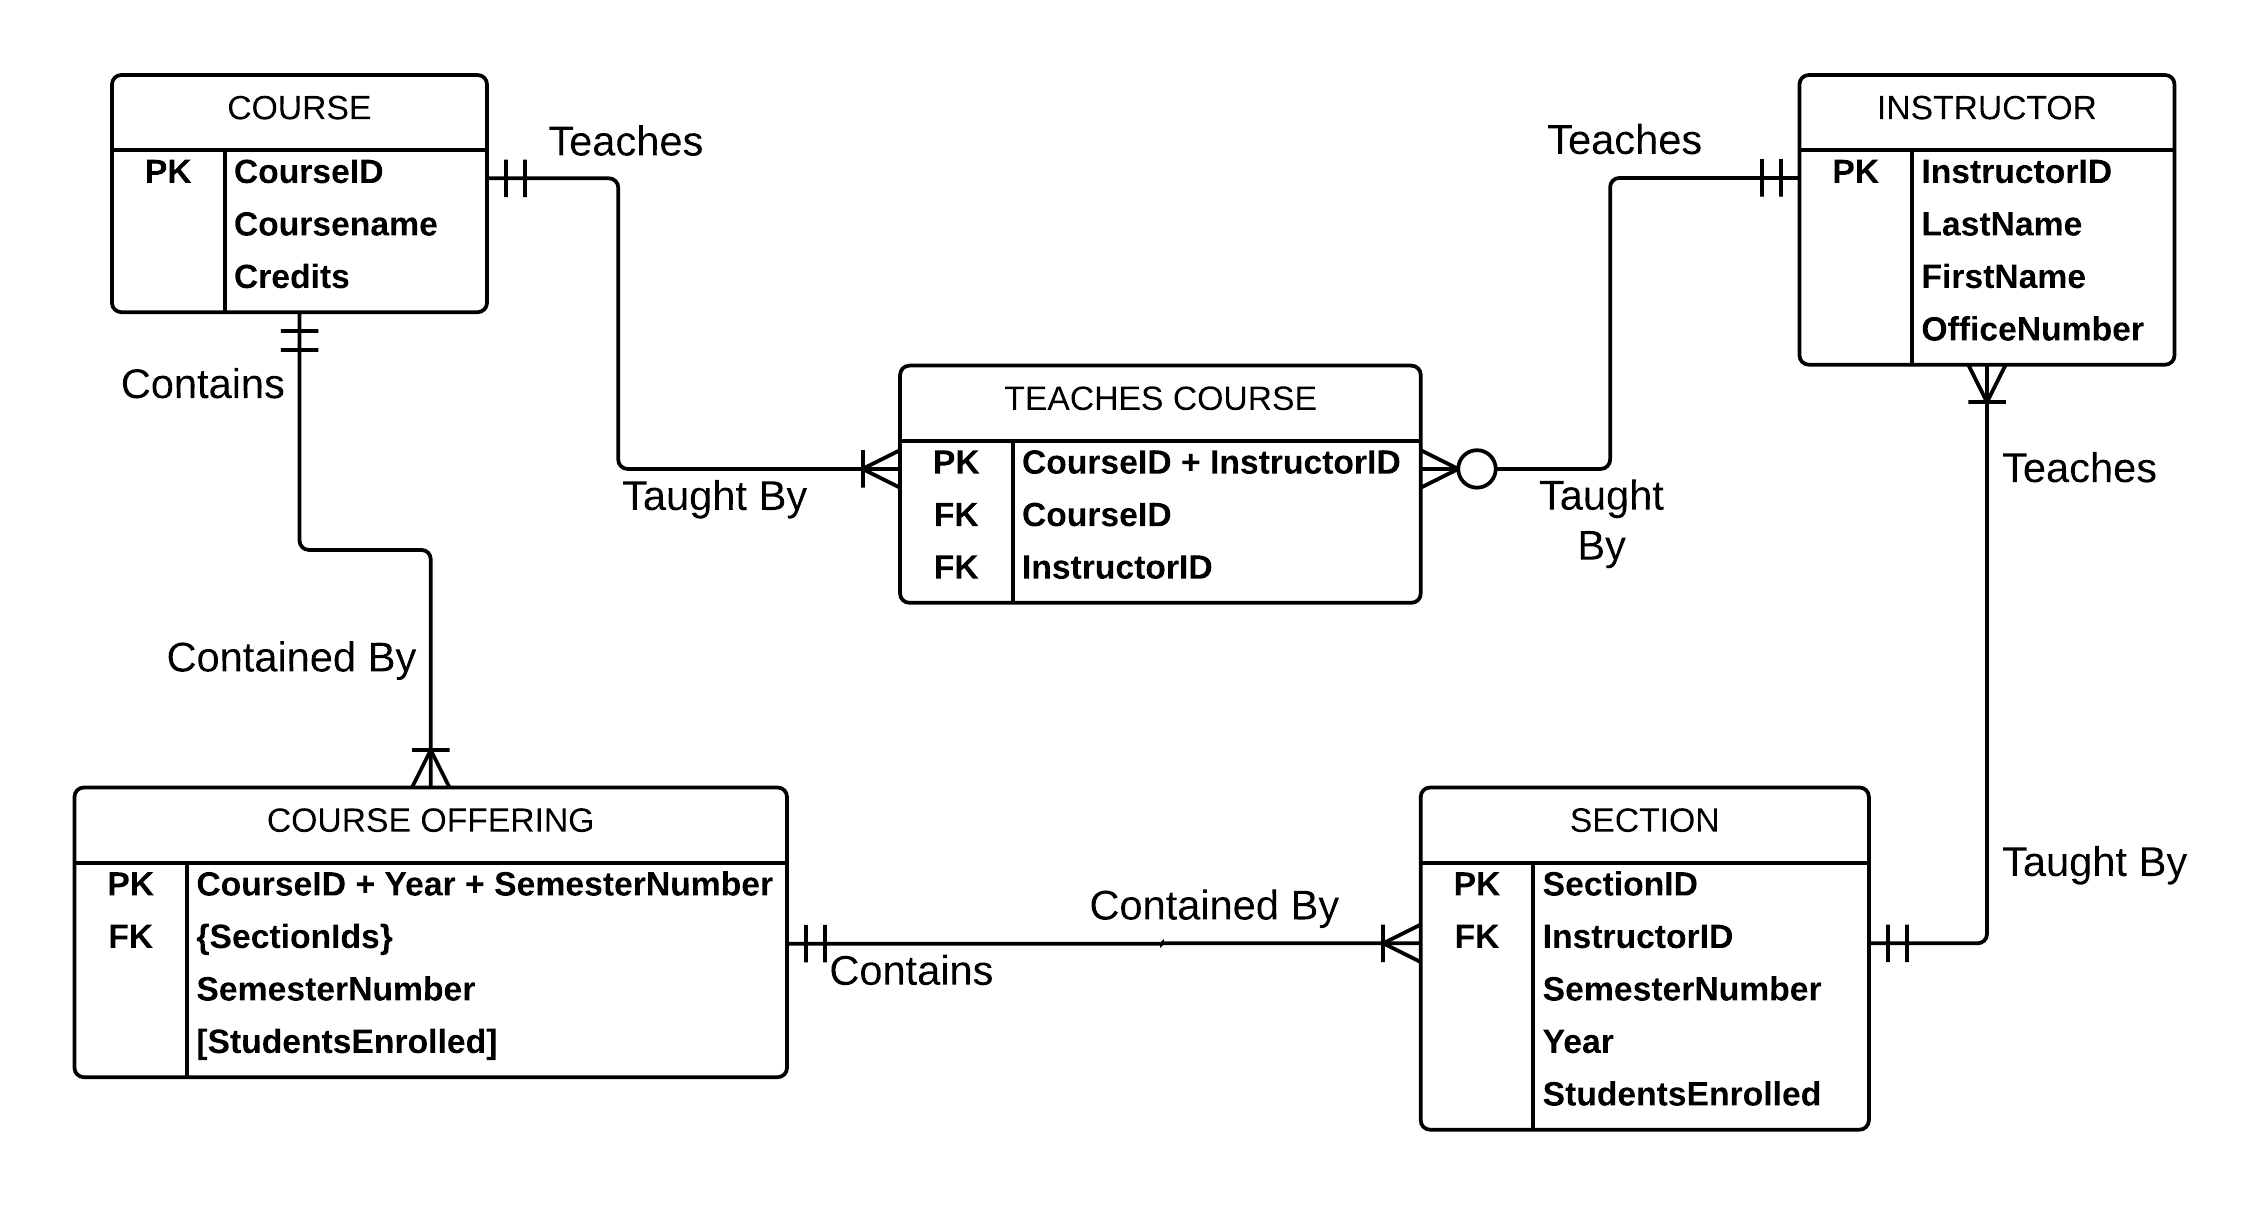 COURSE
PK CourseID
Coursename
Credits
Teaches
Teaches
INSTRUCTOR
PK InstructorID
LastName
FirstName
OfficeNumber
Contains
TEACHES COURSE
PK CourseID + InstructorID
FK CourseID
FK InstructorID
Taught By
Taught
By
Teaches
Contained By
COURSE OFFERING
PK CourseID + Year + SemesterNumber
FK {SectionIds}
SemesterNumber
[StudentsEnrolled]
Contained By
Contains
SECTION
PK SectionID
FK InstructorID
SemesterNumber
Year
StudentsEnrolled
Taught By